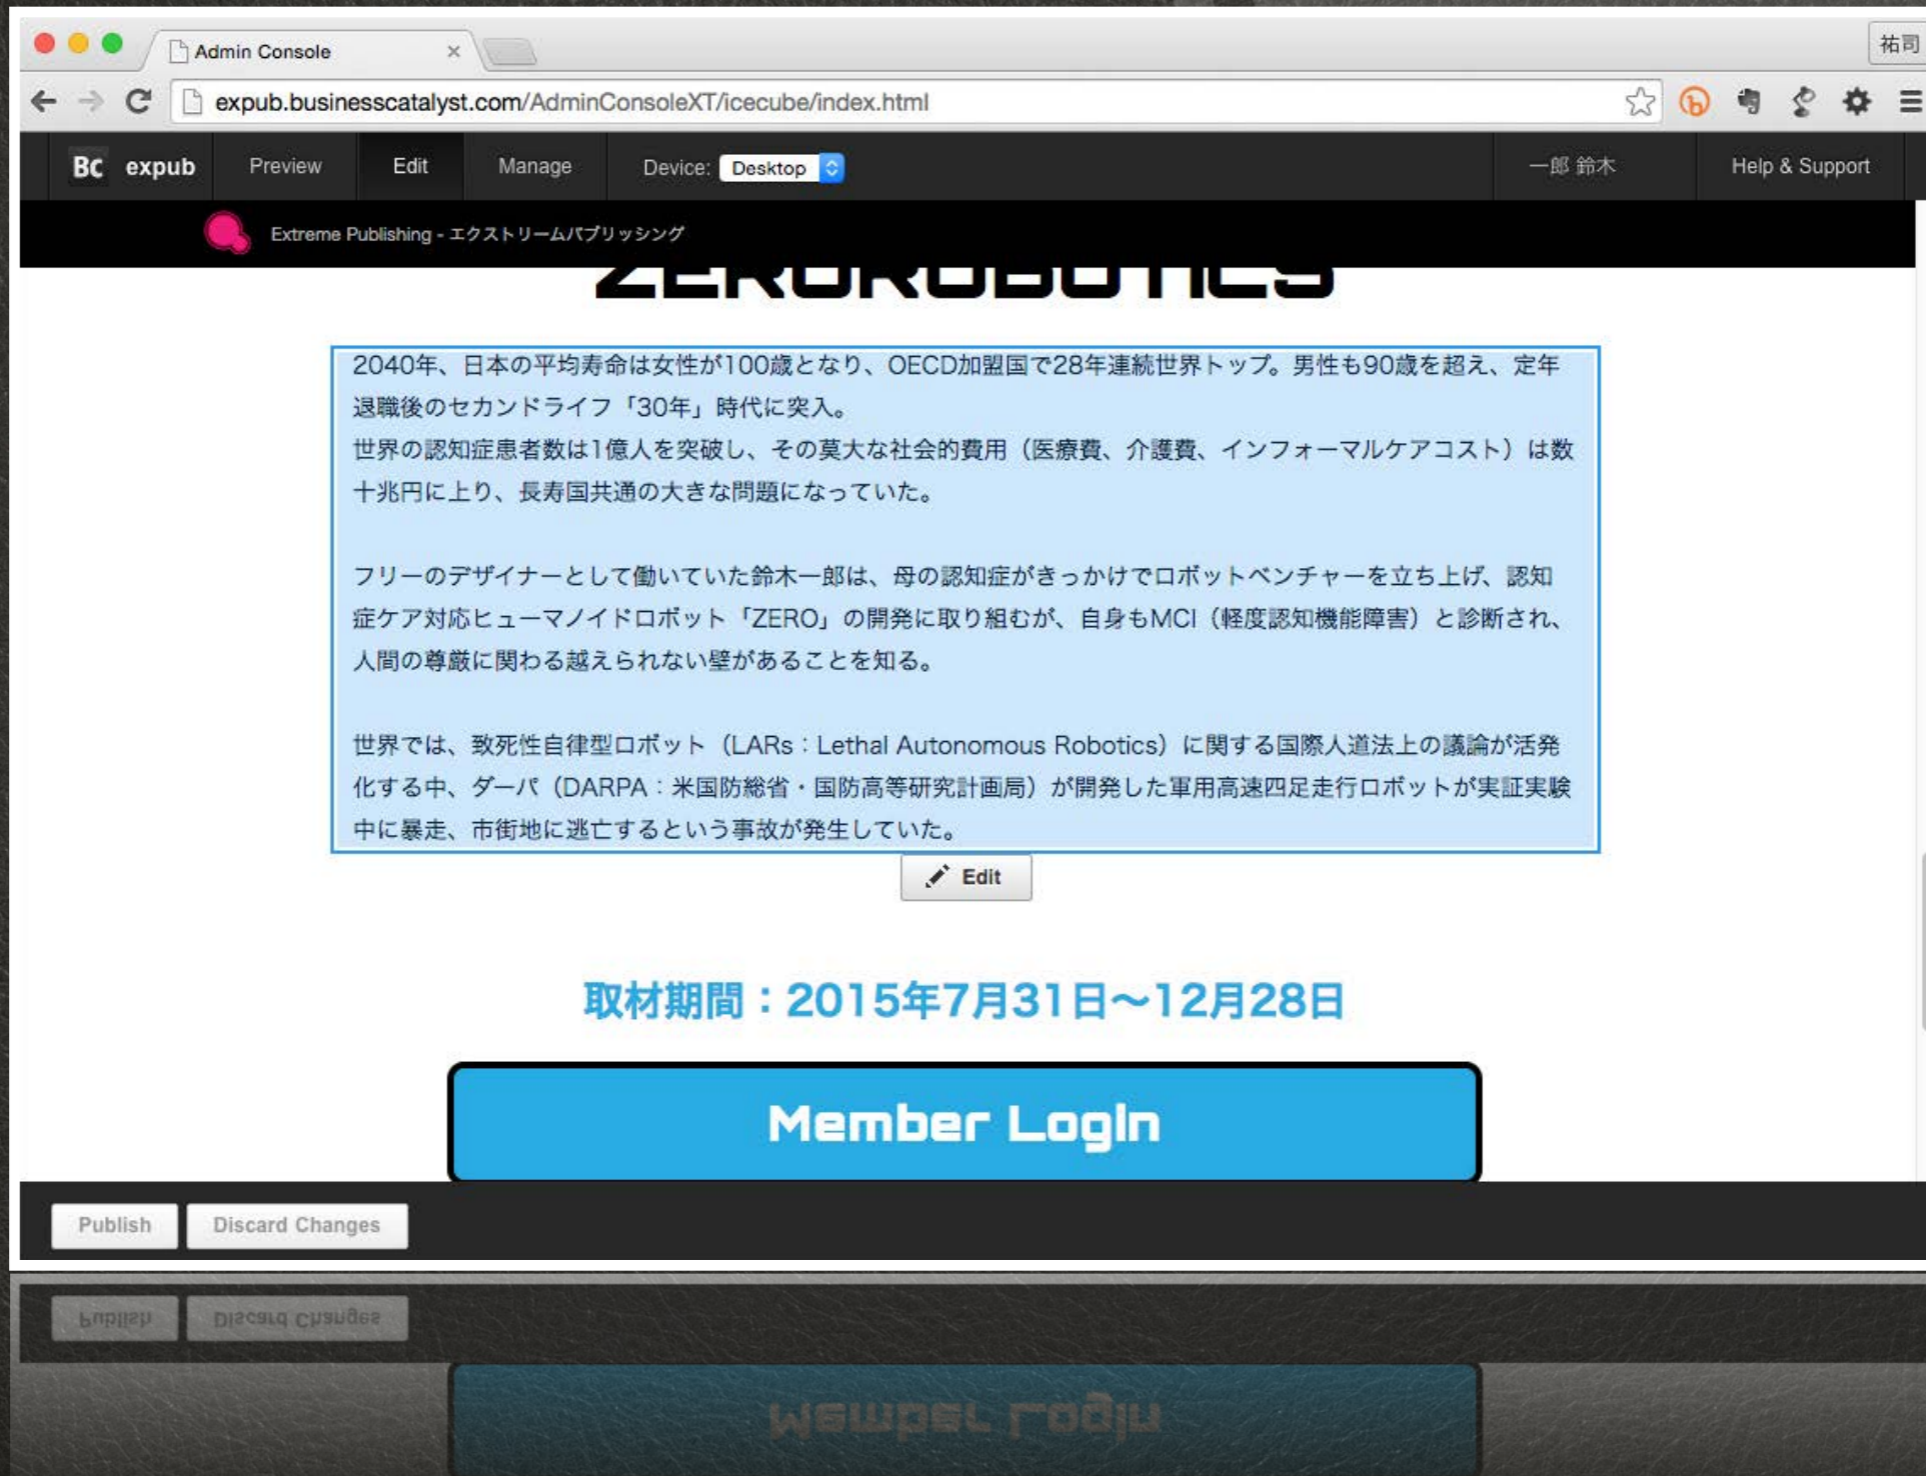 Admin Console
祐司
expub.businesscatalyst.com/AdminConsoleXT/icecube/index.html
BC expub Preview Edit Manage Device: Desktop 一郎 鈴木 Help & Support
Extreme Publishing - エクストリームパブリッシング
ZEROROBOTICS
2040年、日本の平均寿命は女性が100歳となり、OECD加盟国で28年連続世界トップ。男性も90歳を超え、定年
退職後のセカンドライフ「30年」時代に突入。
世界の認知症患者数は1億人を突破し、その莫大な社会的費用（医療費、介護費、インフォーマルケアコスト）は数
十兆円に上り、長寿国共通の大きな問題になっていた。
フリーのデザイナーとして働いていた鈴木一郎は、母の認知症がきっかけでロボットベンチャーを立ち上げ、認知
症ケア対応ヒューマノイドロボット「ZERO」の開発に取り組むが、自身もMCI（軽度認知機能障害）と診断され、
人間の尊厳に関わる越えられない壁があることを知る。
世界では、致死性自律型ロボット（LARs：Lethal Autonomous Robotics）に関する国際人道法上の議論が活発
化する中、ダーパ（DARPA：米国防総省・国防高等研究計画局）が開発した軍用高速四足走行ロボットが実証実験
中に暴走、市街地に逃亡するという事故が発生していた。
Edit
取材期間：2015年7月31日〜12月28日
Member LogIn
Publish Discard Changes